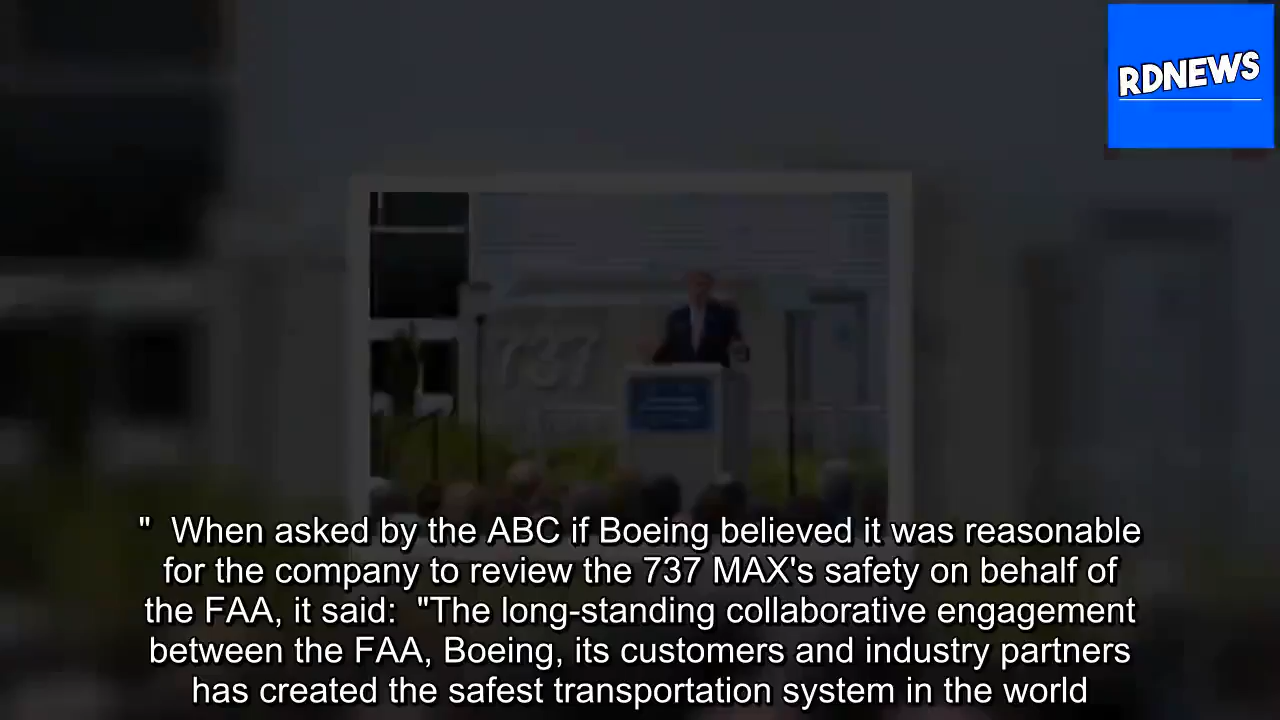 RDNEWS
737
"  When asked by the ABC if Boeing believed it was reasonable
for the company to review the 737 MAX's safety on behalf of
the FAA, it said:  "The long-standing collaborative engagement
between the FAA, Boeing, its customers and industry partners
has created the safest transportation system in the world